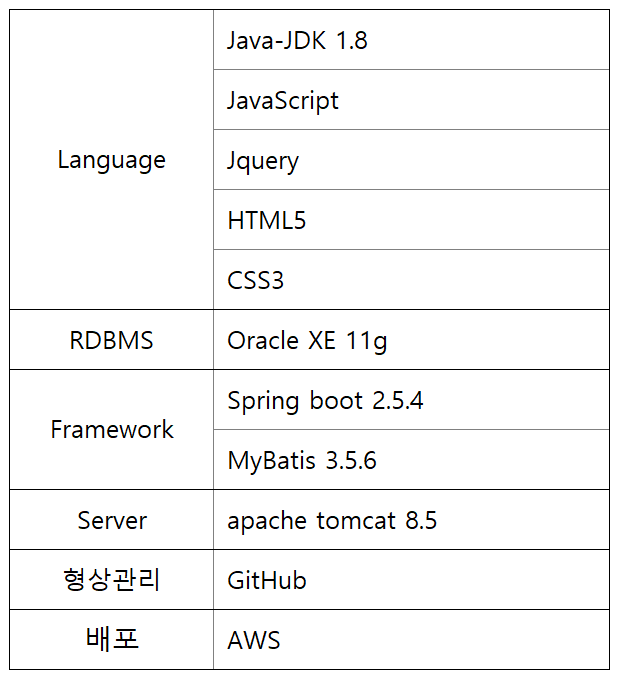 Language
Java-JDK 1.8
JavaScript
Jquery
HTML5
CSS3
RDBMS
Oracle XE 11g
Framework
Spring boot 2.5.4
MyBatis 3.5.6
Server
apache tomcat 8.5
형상관리
GitHub
배포
AWS